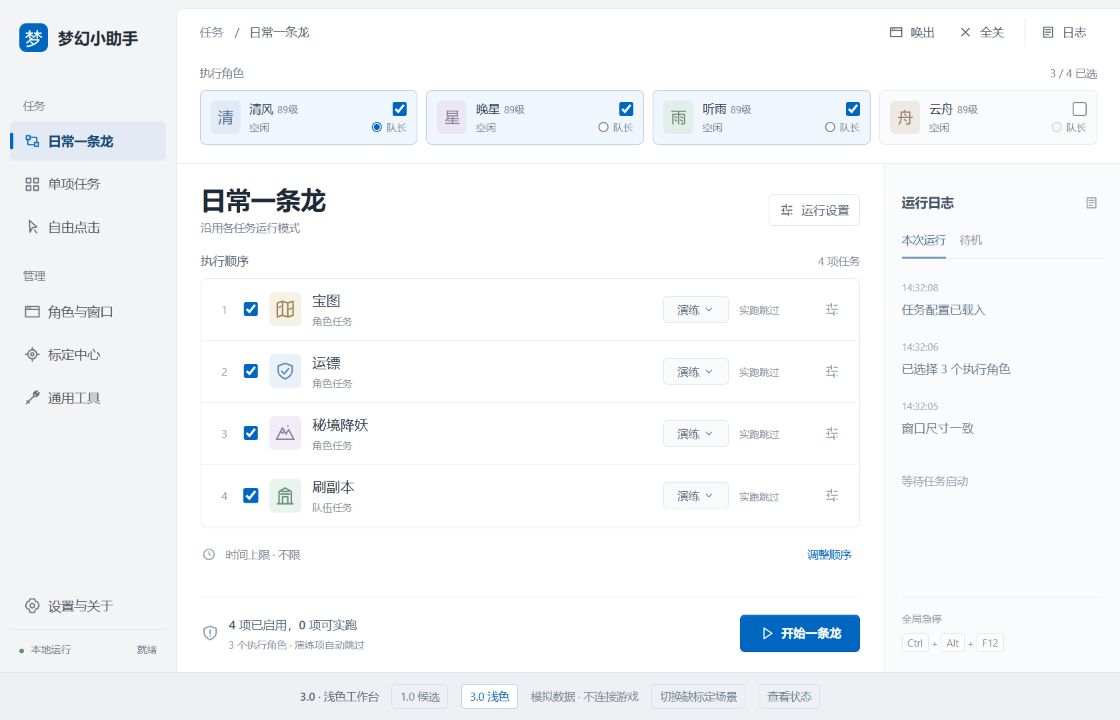 梦 梦幻小助手
任务
日常一条龙
单项任务
自由点击
管理
角色与窗口
标定中心
通用工具
设置与关于
本地运行 就绪
任务 / 日常一条龙
唤出 全关 日志
执行角色 3 / 4 已选
清 清风 89级
空闲 队长
星 晚星 89级
空闲 队长
雨 听雨 89级
空闲 队长
舟 云舟 89级
空闲 队长
日常一条龙
沿用各任务运行模式
运行设置
执行顺序 4 项任务
1 宝图 演练 实跑跳过
角色任务
2 运镖 演练 实跑跳过
角色任务
3 秘境降妖 演练 实跑跳过
角色任务
4 刷副本 演练 实跑跳过
队伍任务
时间上限 · 不限 调整顺序
4 项已启用，0 项可实跑
3 个执行角色 · 演练项自动跳过
开始一条龙
运行日志
本次运行 待机
14:32:08
任务配置已载入
14:32:06
已选择 3 个执行角色
14:32:05
窗口尺寸一致
等待任务启动
全局急停
Ctrl + Alt + F12
3.0 · 浅色工作台 1.0 候选 3.0 浅色 模拟数据 · 不连接游戏 切换缺标定场景 查看状态